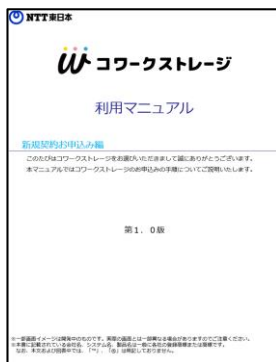 NTT東日本
コワークストレージ
利用マニュアル
新規契約お申込み編
このたびはコワークストレージをお選びいただきまして誠にありがとうございます。
本マニュアルではコワークストレージのお申込みの手順についてご説明いたします。
第1．0版
※一部画面イメージは開発中のものです。実際の画面とは一部異なる場合がありますのでご注意ください。
※本書に記載されている会社名、システム名、製品名は一般に各社の登録商標または商標です。
なお、本文および図表中では、「™」、「®」は明記しておりません。